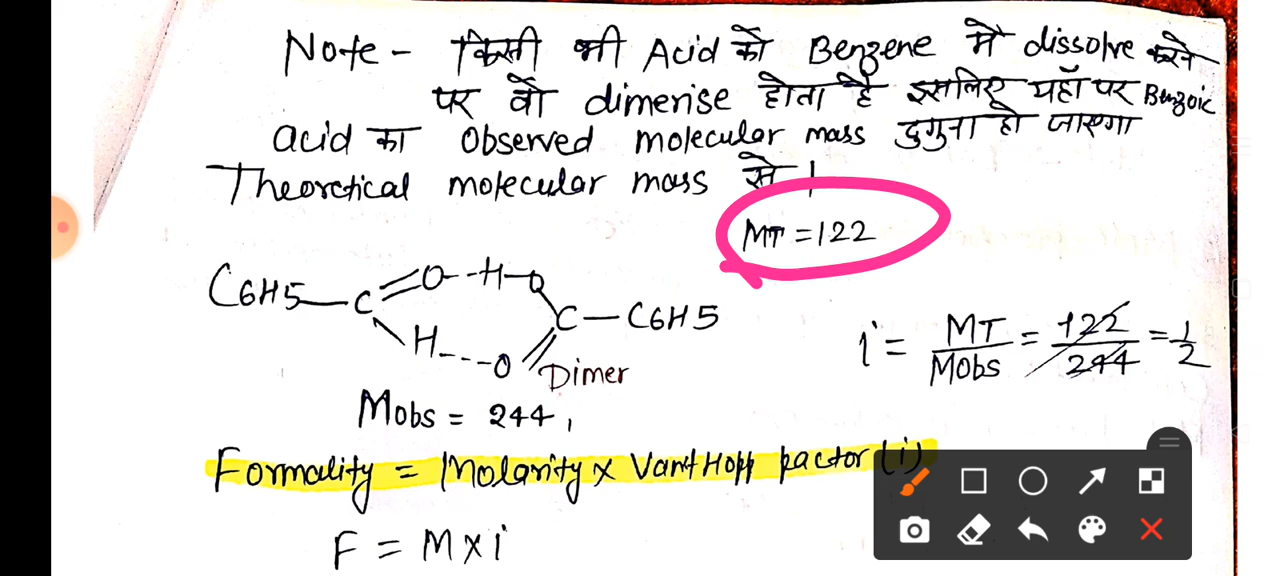 Note - किसी भी Acid को Benzene में dissolve करने
पर वो dimerise होता है इसलिए यहाँ पर Benzoic
acid का Observed molecular mass दुगुना हो जाएगा
Theoretical molecular mass से।
MT = 122
C6H5 - C = O - - H - O
C - C6H5
H - - - O
Dimer
i = MT / Mobs = 122 / 244 = 1/2
Mobs = 244,
Formality = Molarity × Vant Hoff factor (i)
F = M × i